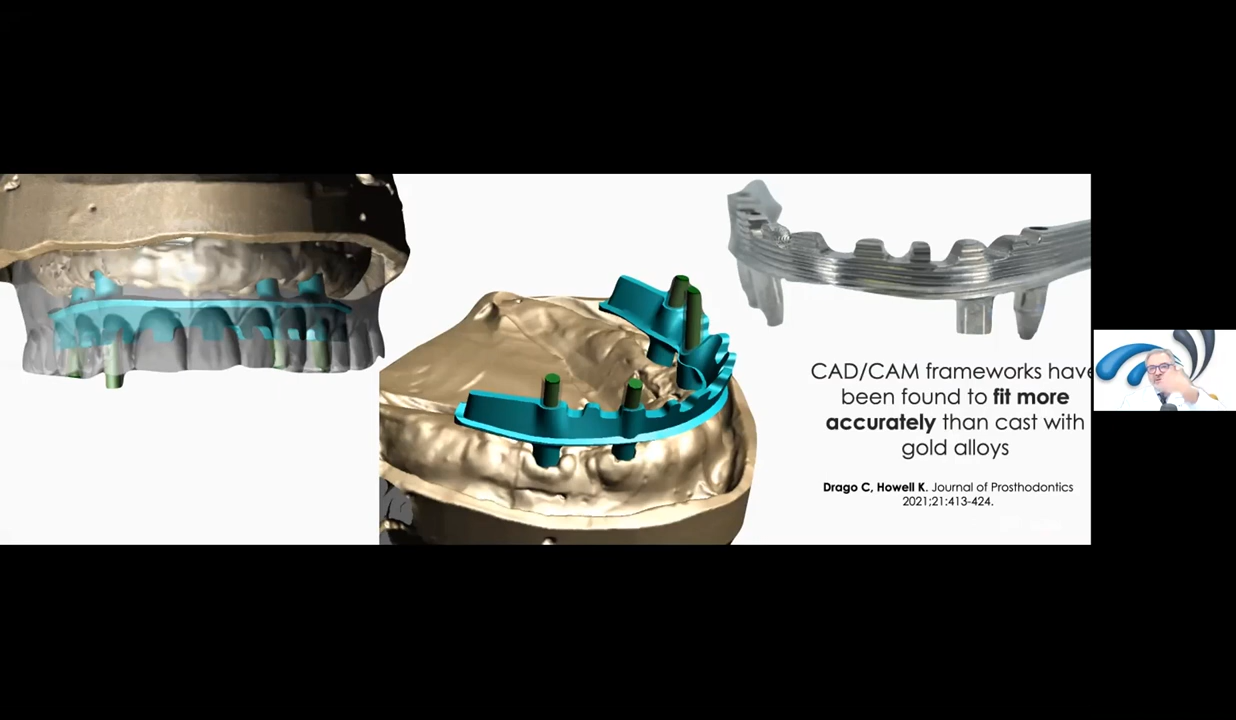 CAD/CAM frameworks have
been found to fit more
accurately than cast with
gold alloys
Drago C, Howell K. Journal of Prosthodontics
2021;21:413-424.